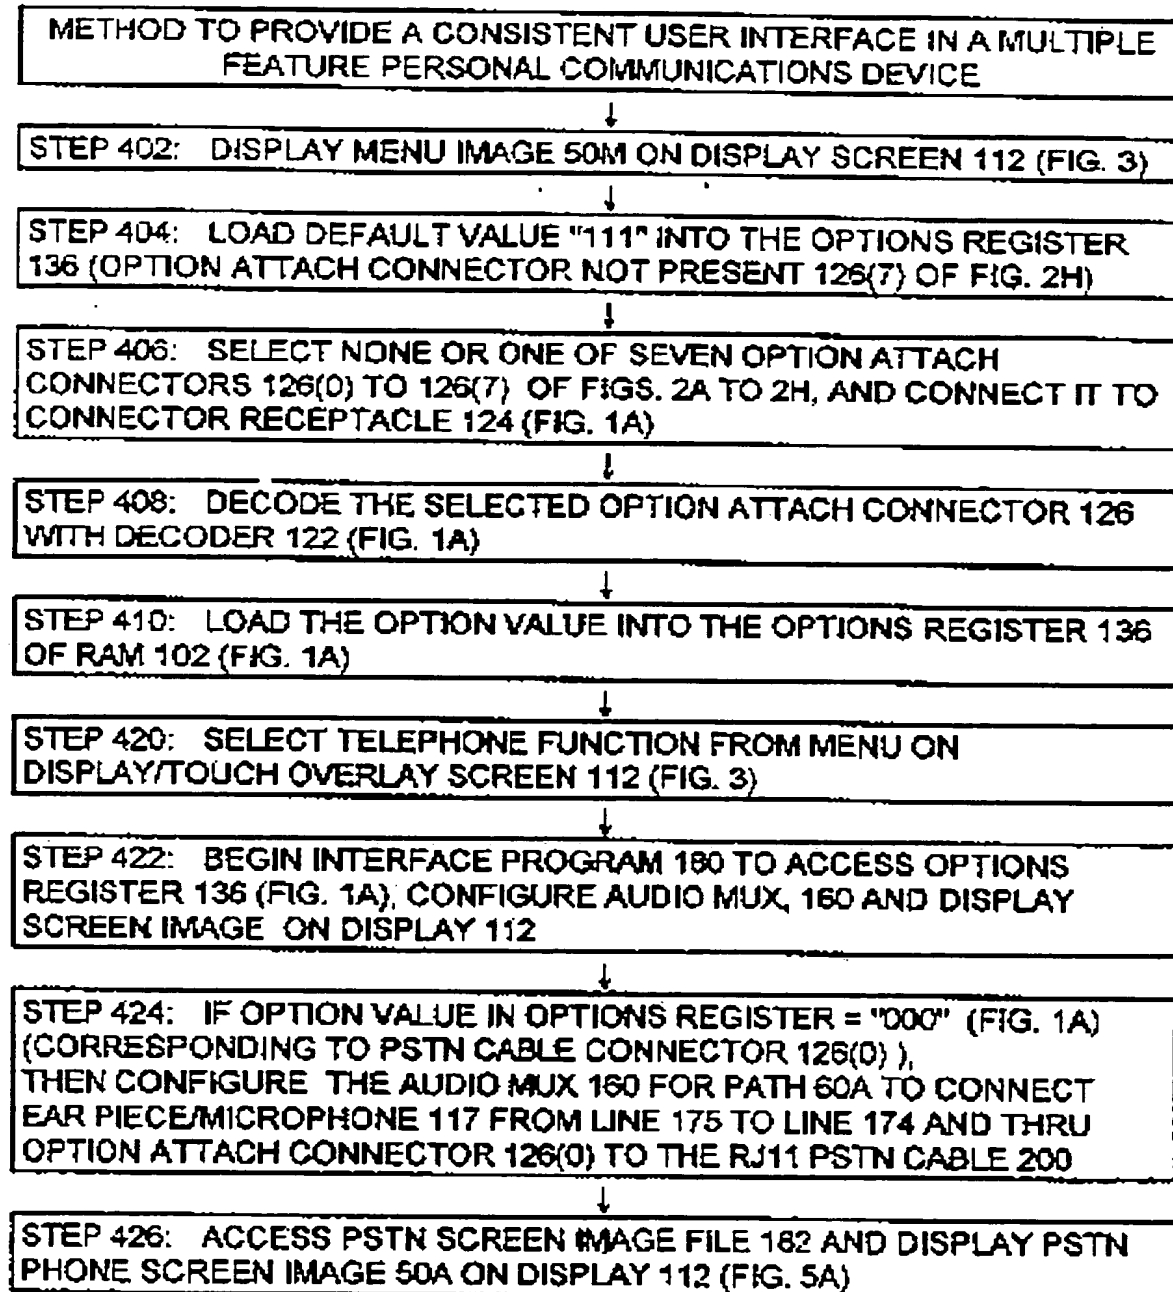 METHOD TO PROVIDE A CONSISTENT USER INTERFACE IN A MULTIPLE
FEATURE PERSONAL COMMUNICATIONS DEVICE
STEP 402: DISPLAY MENU IMAGE 50M ON DISPLAY SCREEN 112 (FIG. 3)
STEP 404: LOAD DEFAULT VALUE "111" INTO THE OPTIONS REGISTER
136 (OPTION ATTACH CONNECTOR NOT PRESENT 126(7) OF FIG. 2H)
STEP 406: SELECT NONE OR ONE OF SEVEN OPTION ATTACH
CONNECTORS 126(0) TO 126(7) OF FIGS. 2A TO 2H, AND CONNECT IT TO
CONNECTOR RECEPTACLE 124 (FIG. 1A)
STEP 408: DECODE THE SELECTED OPTION ATTACH CONNECTOR 126
WITH DECODER 122 (FIG. 1A)
STEP 410: LOAD THE OPTION VALUE INTO THE OPTIONS REGISTER 136
OF RAM 102 (FIG. 1A)
STEP 420: SELECT TELEPHONE FUNCTION FROM MENU ON
DISPLAY/TOUCH OVERLAY SCREEN 112 (FIG. 3)
STEP 422: BEGIN INTERFACE PROGRAM 180 TO ACCESS OPTIONS
REGISTER 136 (FIG. 1A), CONFIGURE AUDIO MUX, 160 AND DISPLAY
SCREEN IMAGE ON DISPLAY 112
STEP 424: IF OPTION VALUE IN OPTIONS REGISTER = "000" (FIG. 1A)
(CORRESPONDING TO PSTN CABLE CONNECTOR 126(0) ),
THEN CONFIGURE THE AUDIO MUX 160 FOR PATH 60A TO CONNECT
EAR PIECE/MICROPHONE 117 FROM LINE 175 TO LINE 174 AND THRU
OPTION ATTACH CONNECTOR 126(0) TO THE RJ11 PSTN CABLE 200
STEP 426: ACCESS PSTN SCREEN IMAGE FILE 182 AND DISPLAY PSTN
PHONE SCREEN IMAGE 50A ON DISPLAY 112 (FIG. 5A)